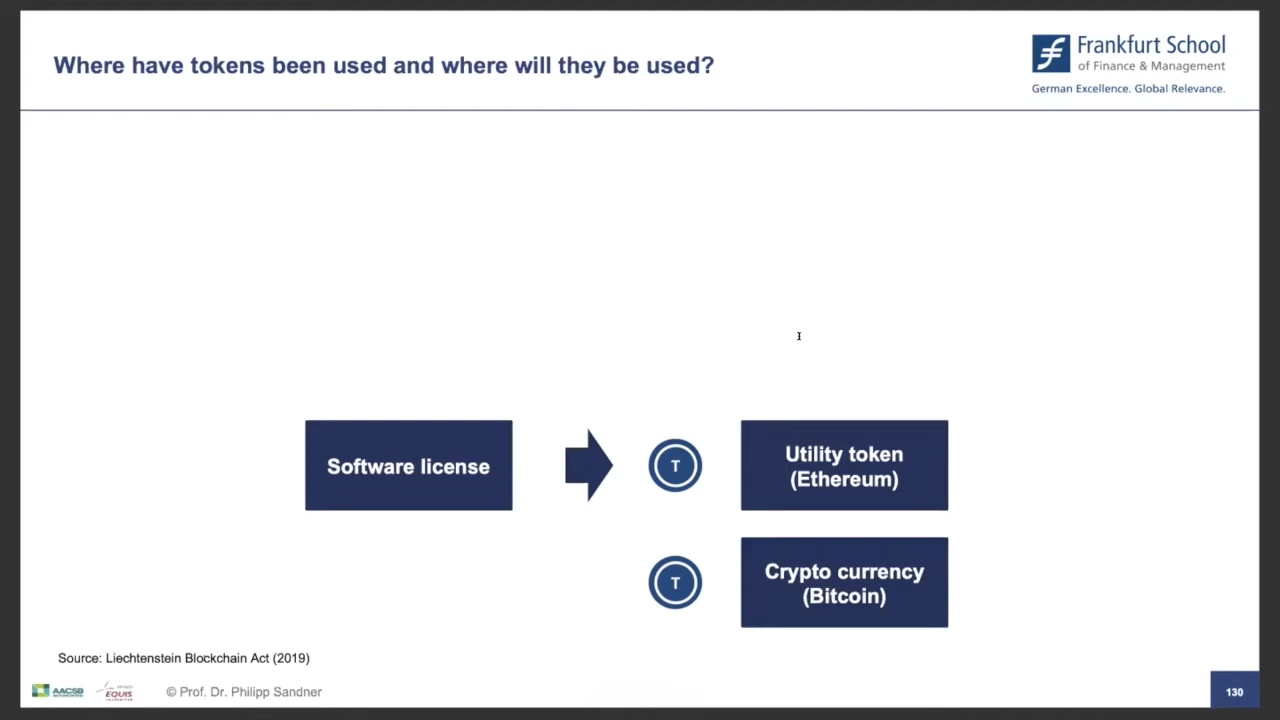 Where have tokens been used and where will they be used?
Frankfurt School
of Finance & Management
German Excellence. Global Relevance.
Software license
T
Utility token
(Ethereum)
T
Crypto currency
(Bitcoin)
Source: Liechtenstein Blockchain Act (2019)
AACSB
EQUIS
© Prof. Dr. Philipp Sandner
130